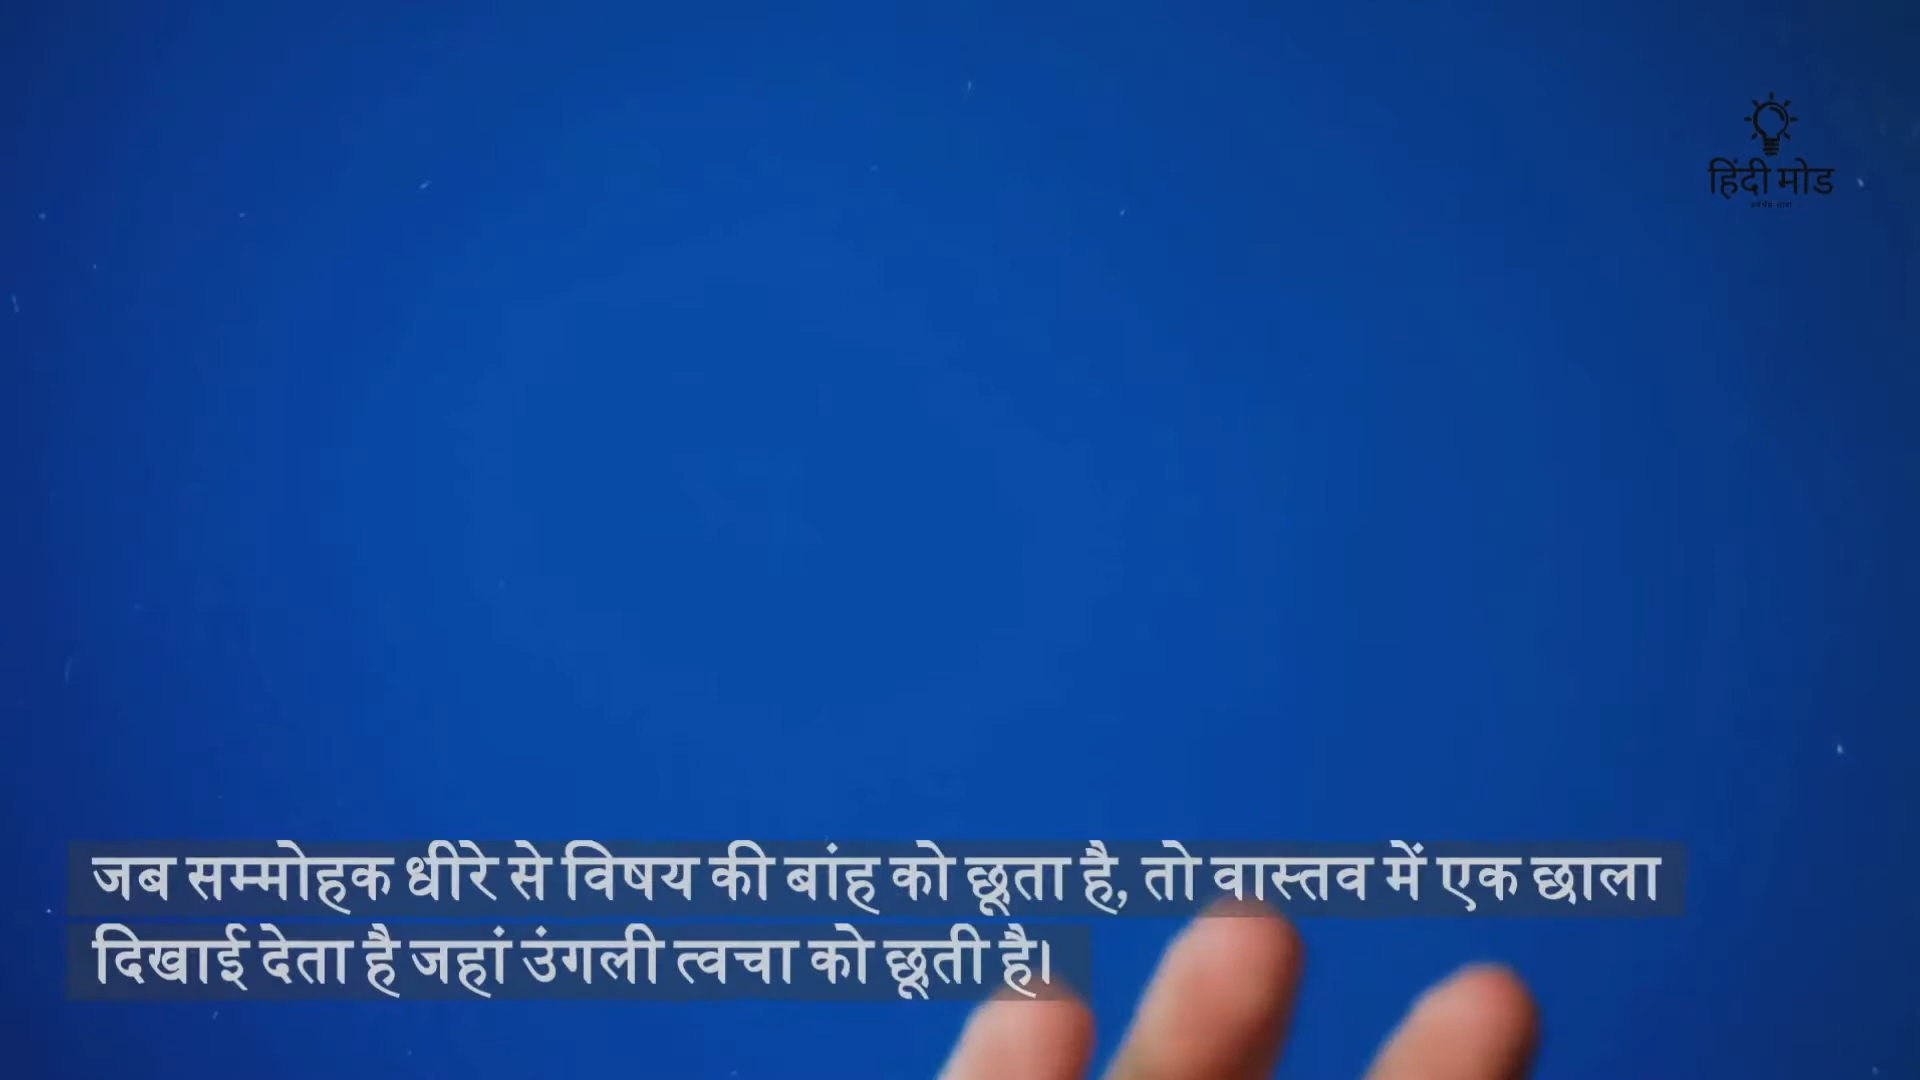 हिंदी मोड
जब सम्मोहक धीरे से विषय की बांह को छूता है, तो वास्तव में एक छाला
दिखाई देता है जहां उंगली त्वचा को छूती है।